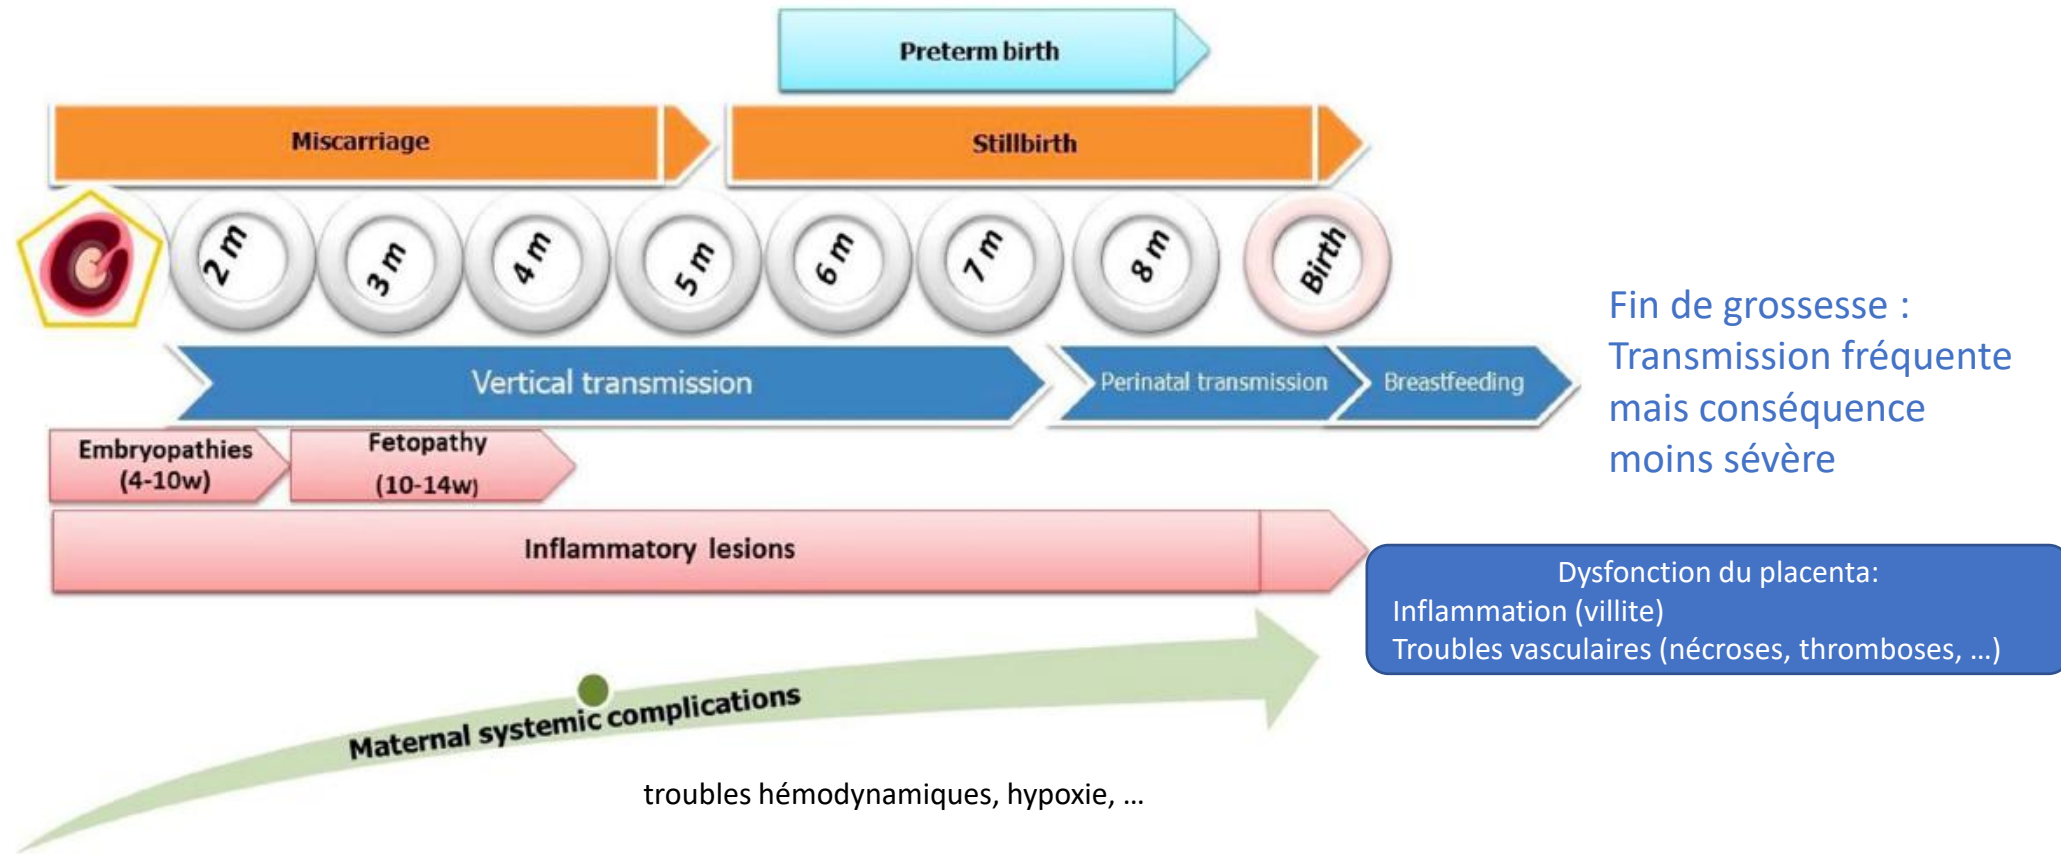 Preterm birth
Miscarriage
Stillbirth
2 m
3 m
4 m
5 m
6 m
7 m
8 m
Birth
Vertical transmission
Perinatal transmission
Breastfeeding
Fin de grossesse :
Transmission fréquente
mais conséquence
moins sévère
Embryopathies
(4-10w)
Fetopathy
(10-14w)
Inflammatory lesions
Dysfonction du placenta:
Inflammation (villite)
Troubles vasculaires (nécroses, thromboses, ...)
Maternal systemic complications
troubles hémodynamiques, hypoxie, ...